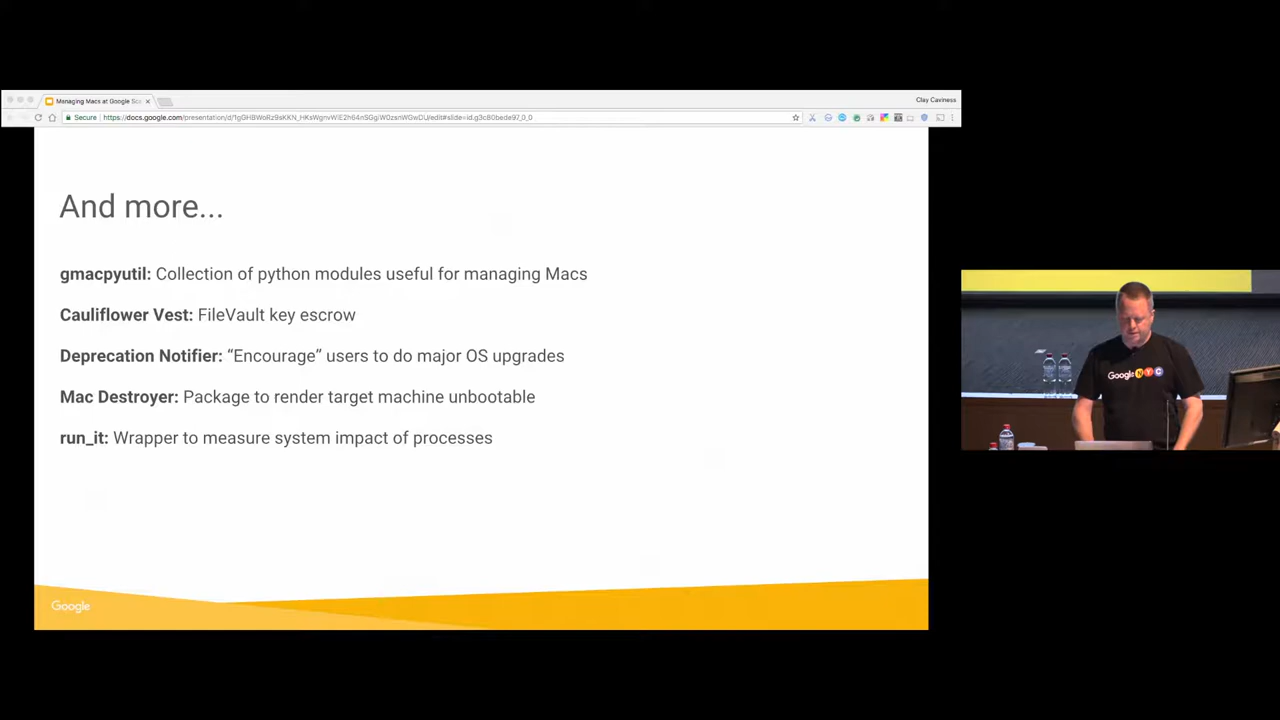 Managing Macs at Google Sca
Clay Caviness
Secure
And more...
gmacpyutil: Collection of python modules useful for managing Macs
Cauliflower Vest: FileVault key escrow
Deprecation Notifier: “Encourage” users to do major OS upgrades
Mac Destroyer: Package to render target machine unbootable
run_it: Wrapper to measure system impact of processes
Google
Google NYC